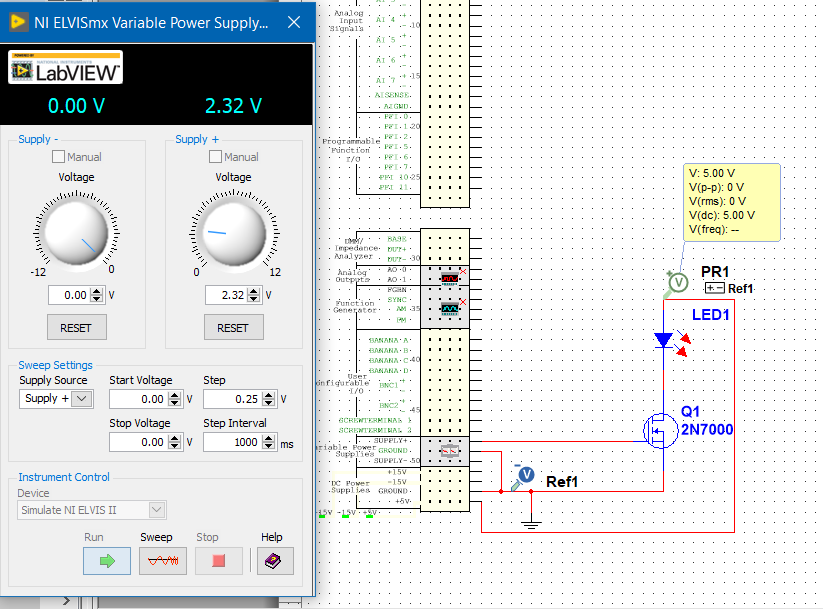 NI ELVISmx Variable Power Supply...
POWERED BY
NATIONAL INSTRUMENTS
LabVIEW™
0.00 V
2.32 V
Supply -
Manual
Voltage
-12
0
0.00 V
RESET
Supply +
Manual
Voltage
0
12
2.32 V
RESET
Sweep Settings
Supply Source
Supply +
Start Voltage
0.00 V
Step
0.25 V
Stop Voltage
0.00 V
Step Interval
1000 ms
Instrument Control
Device
Simulate NI ELVIS II
Run
Sweep
Stop
Help
Analog
Input
Signals
AI 4
AI 5
AI 6
AI 7
AISENSE
AIGND
PFI 0
PFI 1
PFI 2
PFI 5
PFI 6
PFI 7
PFI 10
PFI 11
10
15
20
25
Programmable
Function
I/O
DMM/
Impedance
Analyzer
BASE
DUT+
DUT-
30
Analog
Outputs
AO 0
AO 1
Function
Generator
FGEN
SYNC
AM
FM
35
BANANA A
BANANA B
BANANA C
BANANA D
40
User
onfigurable
I/O
BNC1
BNC2
45
SCREWTERMINAL 1
SCREWTERMINAL 2
ariable Power
Supplies
SUPPLY+
GROUND
SUPPLY-
50
DC Power
Supplies
+15V
-15V
GROUND
+5V
15V -15V +5V
V: 5.00 V
V(p-p): 0 V
V(rms): 0 V
V(dc): 5.00 V
V(freq): --
V
PR1
+ -
Ref1
LED1
Q1
2N7000
V
Ref1